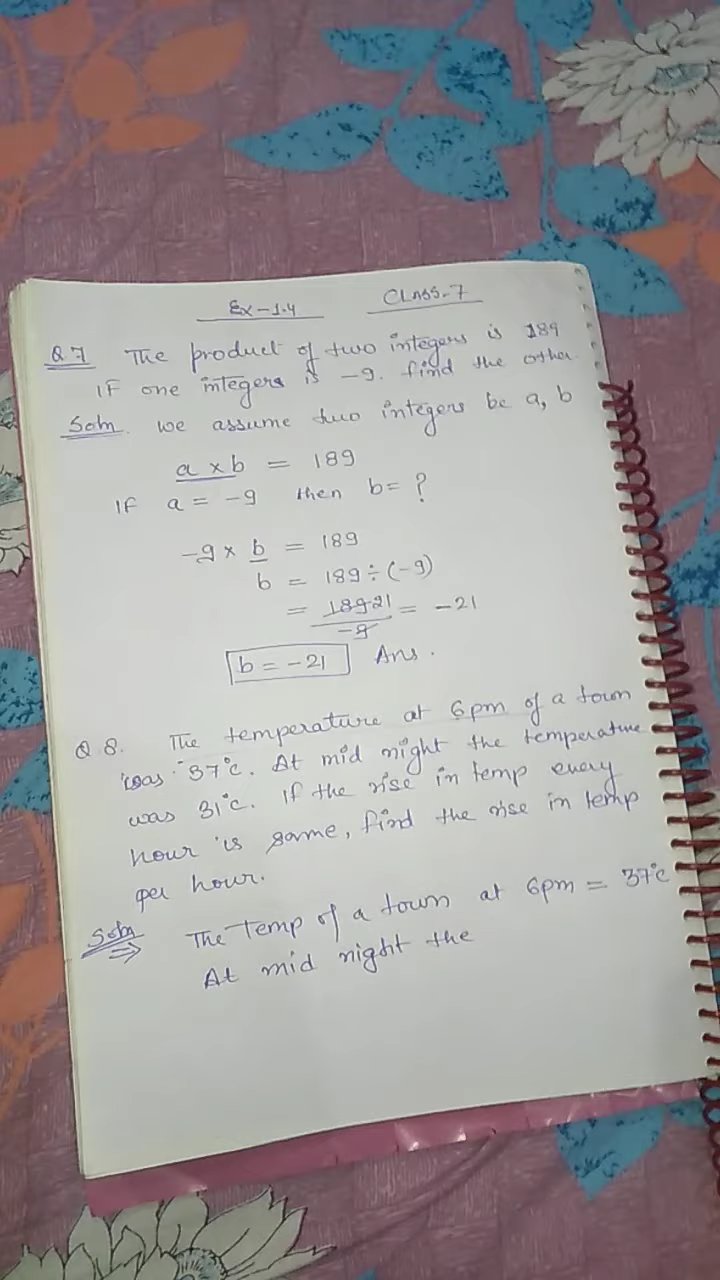 Ex-1.4 CLASS-7
Q 7 The product of two integers is 189
IF one integers is -9. find the other.
Soln. we assume two integers be a, b
a × b = 189
IF a = -9 then b = ?
-9 × b = 189
b = 189 ÷ (-9)
= 189 21 / -9 = -21
b = -21 Ans.
Q 8. The temperature at 6pm of a town
was 37°c. At mid night the temperature
was 31°c. If the rise in temp every
hour is same, find the rise in temp
per hour.
Soln ⇒ The Temp of a town at 6pm = 37°c
At mid night the